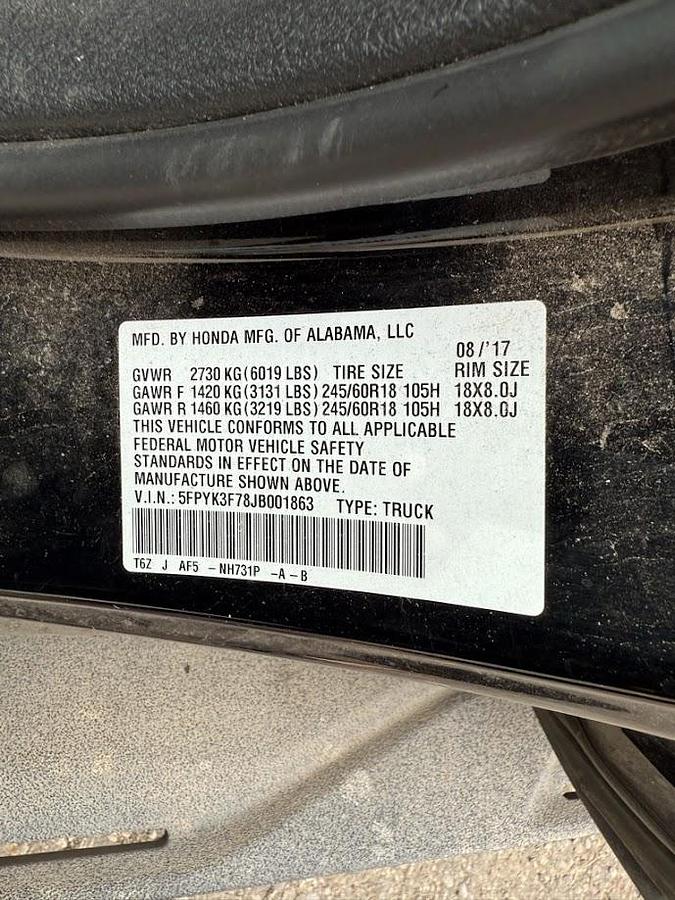 MFD. BY HONDA MFG. OF ALABAMA, LLC
08/'17
GVWR 2730 KG (6019 LBS) TIRE SIZE RIM SIZE
GAWR F 1420 KG (3131 LBS) 245/60R18 105H 18X8.0J
GAWR R 1460 KG (3219 LBS) 245/60R18 105H 18X8.0J
THIS VEHICLE CONFORMS TO ALL APPLICABLE
FEDERAL MOTOR VEHICLE SAFETY
STANDARDS IN EFFECT ON THE DATE OF
MANUFACTURE SHOWN ABOVE.
V.I.N.: 5FPYK3F78JB001863 TYPE: TRUCK
T6Z J AF5 -NH731P -A-B